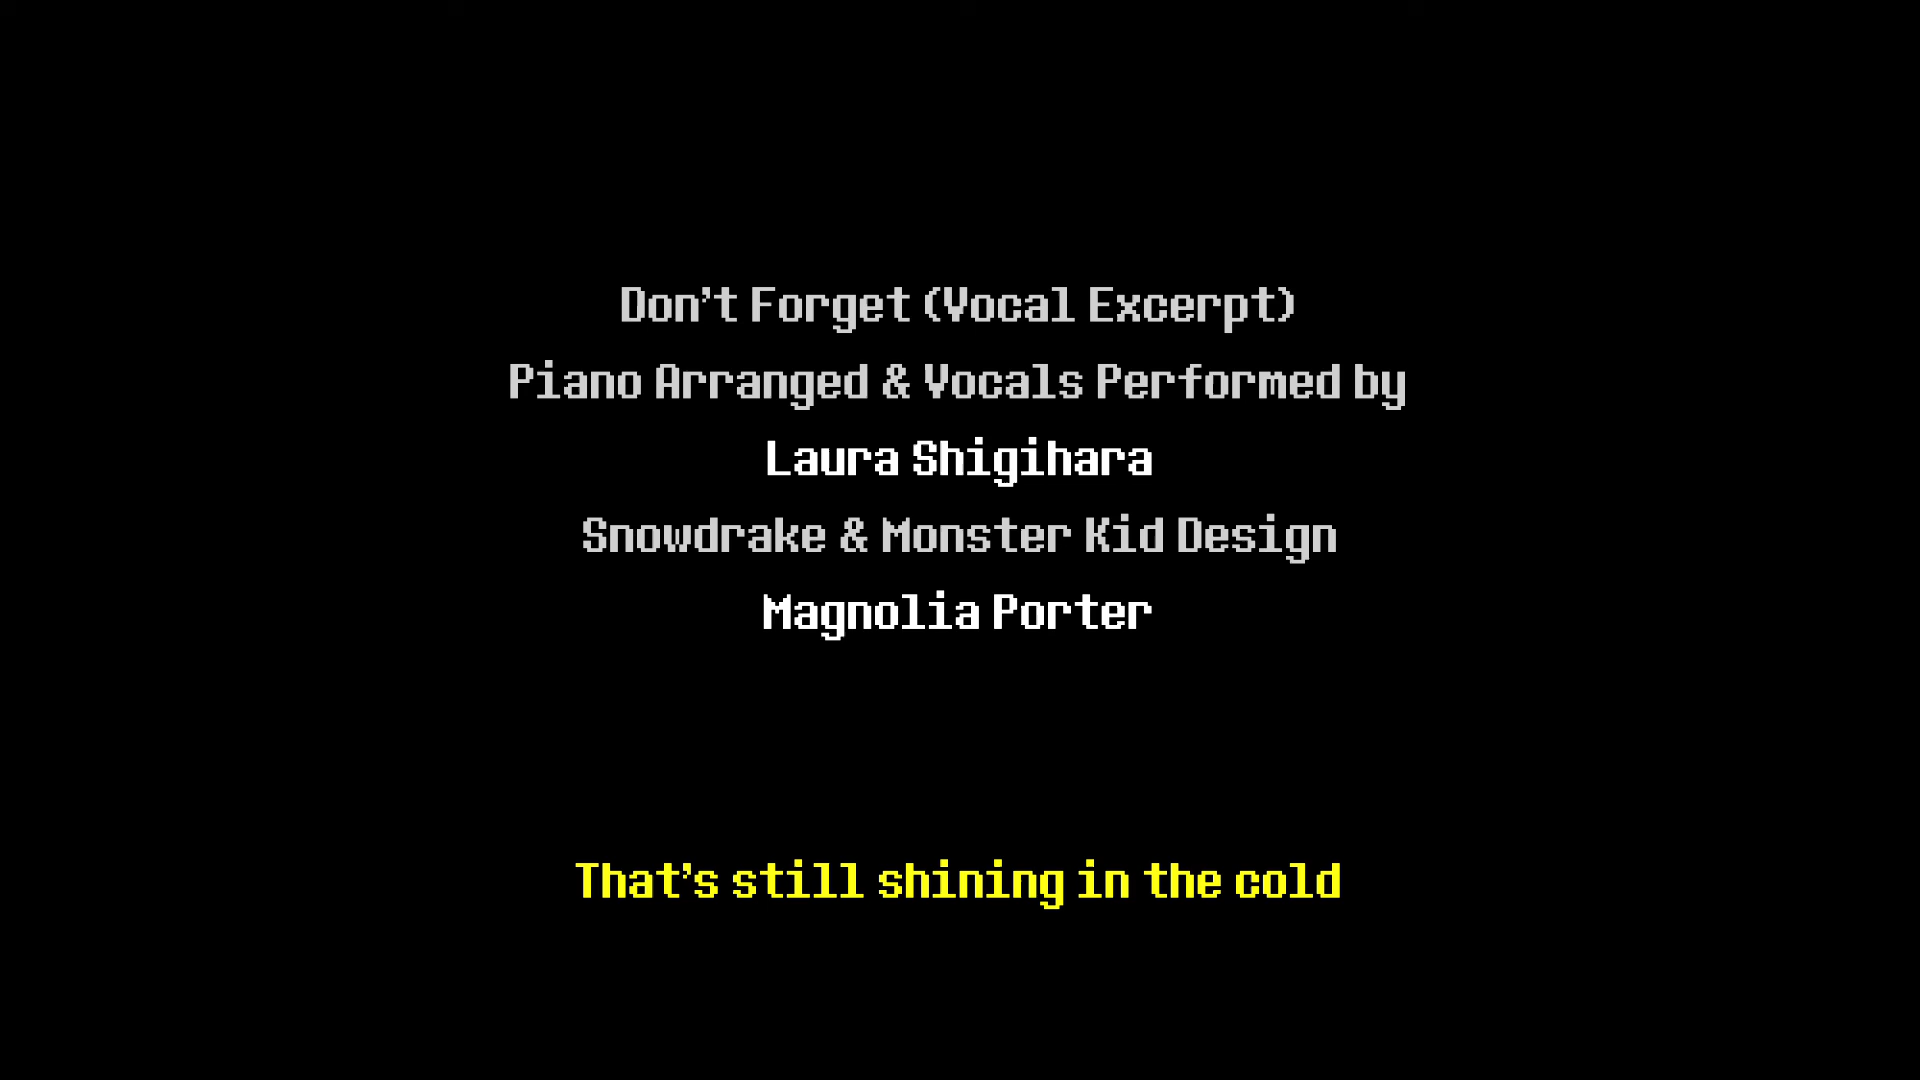 Don't Forget (Vocal Excerpt)
Piano Arranged & Vocals Performed by
Laura Shigihara
Snowdrake & Monster Kid Design
Magnolia Porter
That's still shining in the cold